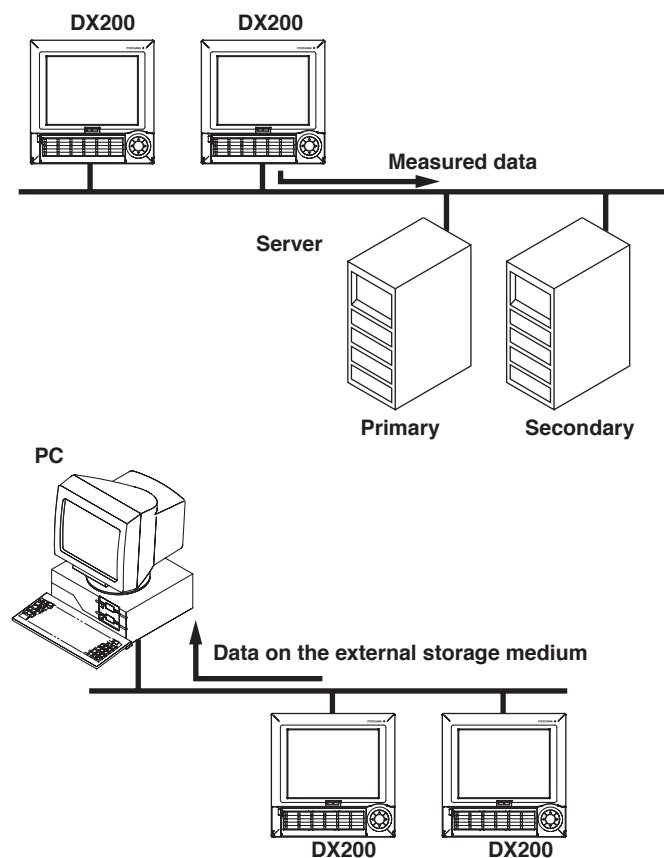 DX200
DX200
Measured data
Server
Primary
Secondary
PC
Data on the external storage medium
DX200
DX200